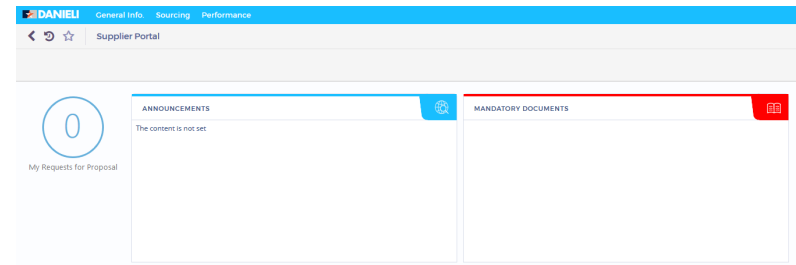 DANIELI General Info. Sourcing Performance
Supplier Portal
0
My Requests for Proposal
ANNOUNCEMENTS
The content is not set
MANDATORY DOCUMENTS